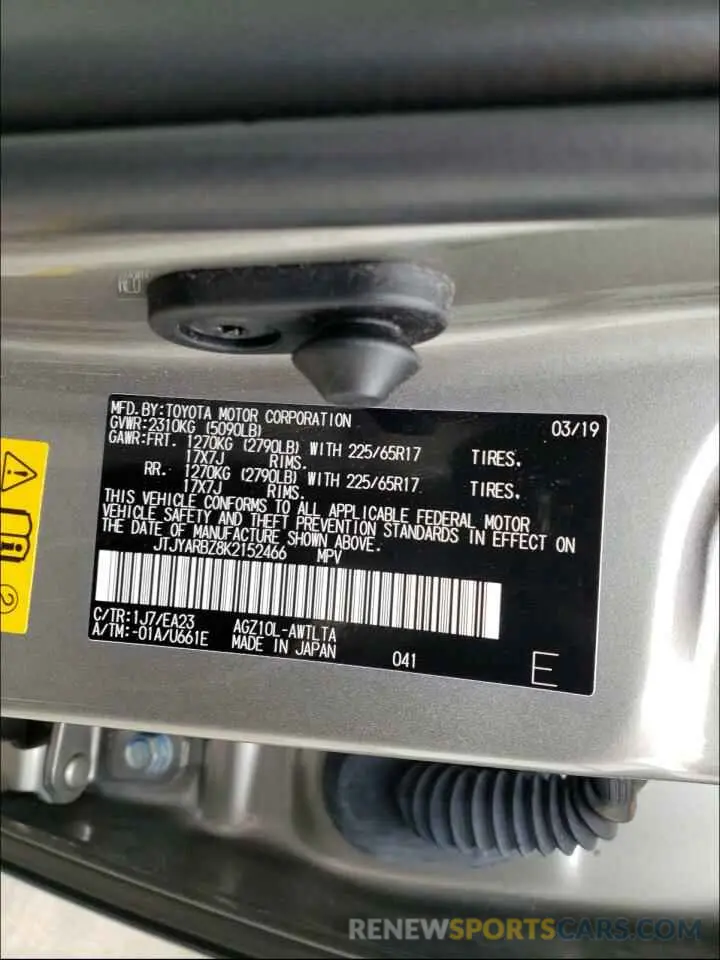 MFD.BY:TOYOTA MOTOR CORPORATION 03/19
GVWR:2310KG (5090LB)
GAWR:FRT. 1270KG (2790LB) WITH 225/65R17 TIRES,
17X7J RIMS.
RR. 1270KG (2790LB) WITH 225/65R17 TIRES,
17X7J RIMS.
THIS VEHICLE CONFORMS TO ALL APPLICABLE FEDERAL MOTOR
VEHICLE SAFETY AND THEFT PREVENTION STANDARDS IN EFFECT ON
THE DATE OF MANUFACTURE SHOWN ABOVE.
JTJYARBZ8K2152466 MPV
C/TR:1J7/EA23 AGZ10L-AWTLTA
A/TM:-01A/U661E MADE IN JAPAN 041 E
2
RENEWSPORTSCARS.COM